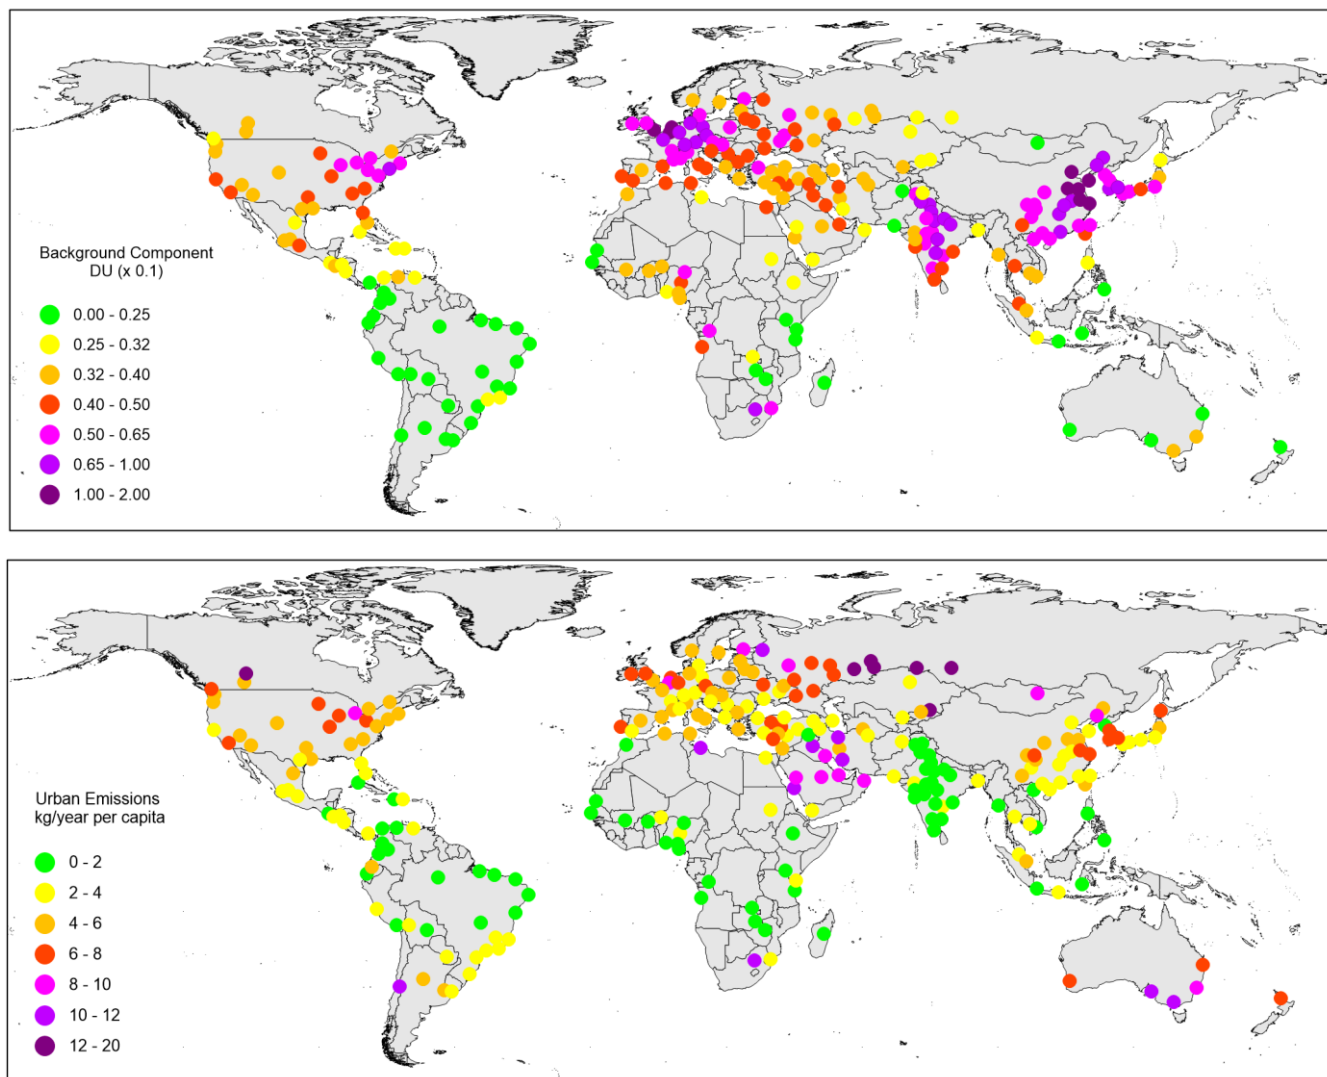 Background Component
DU (x 0.1)
0.00 - 0.25
0.25 - 0.32
0.32 - 0.40
0.40 - 0.50
0.50 - 0.65
0.65 - 1.00
1.00 - 2.00
Urban Emissions
kg/year per capita
0 - 2
2 - 4
4 - 6
6 - 8
8 - 10
10 - 12
12 - 20